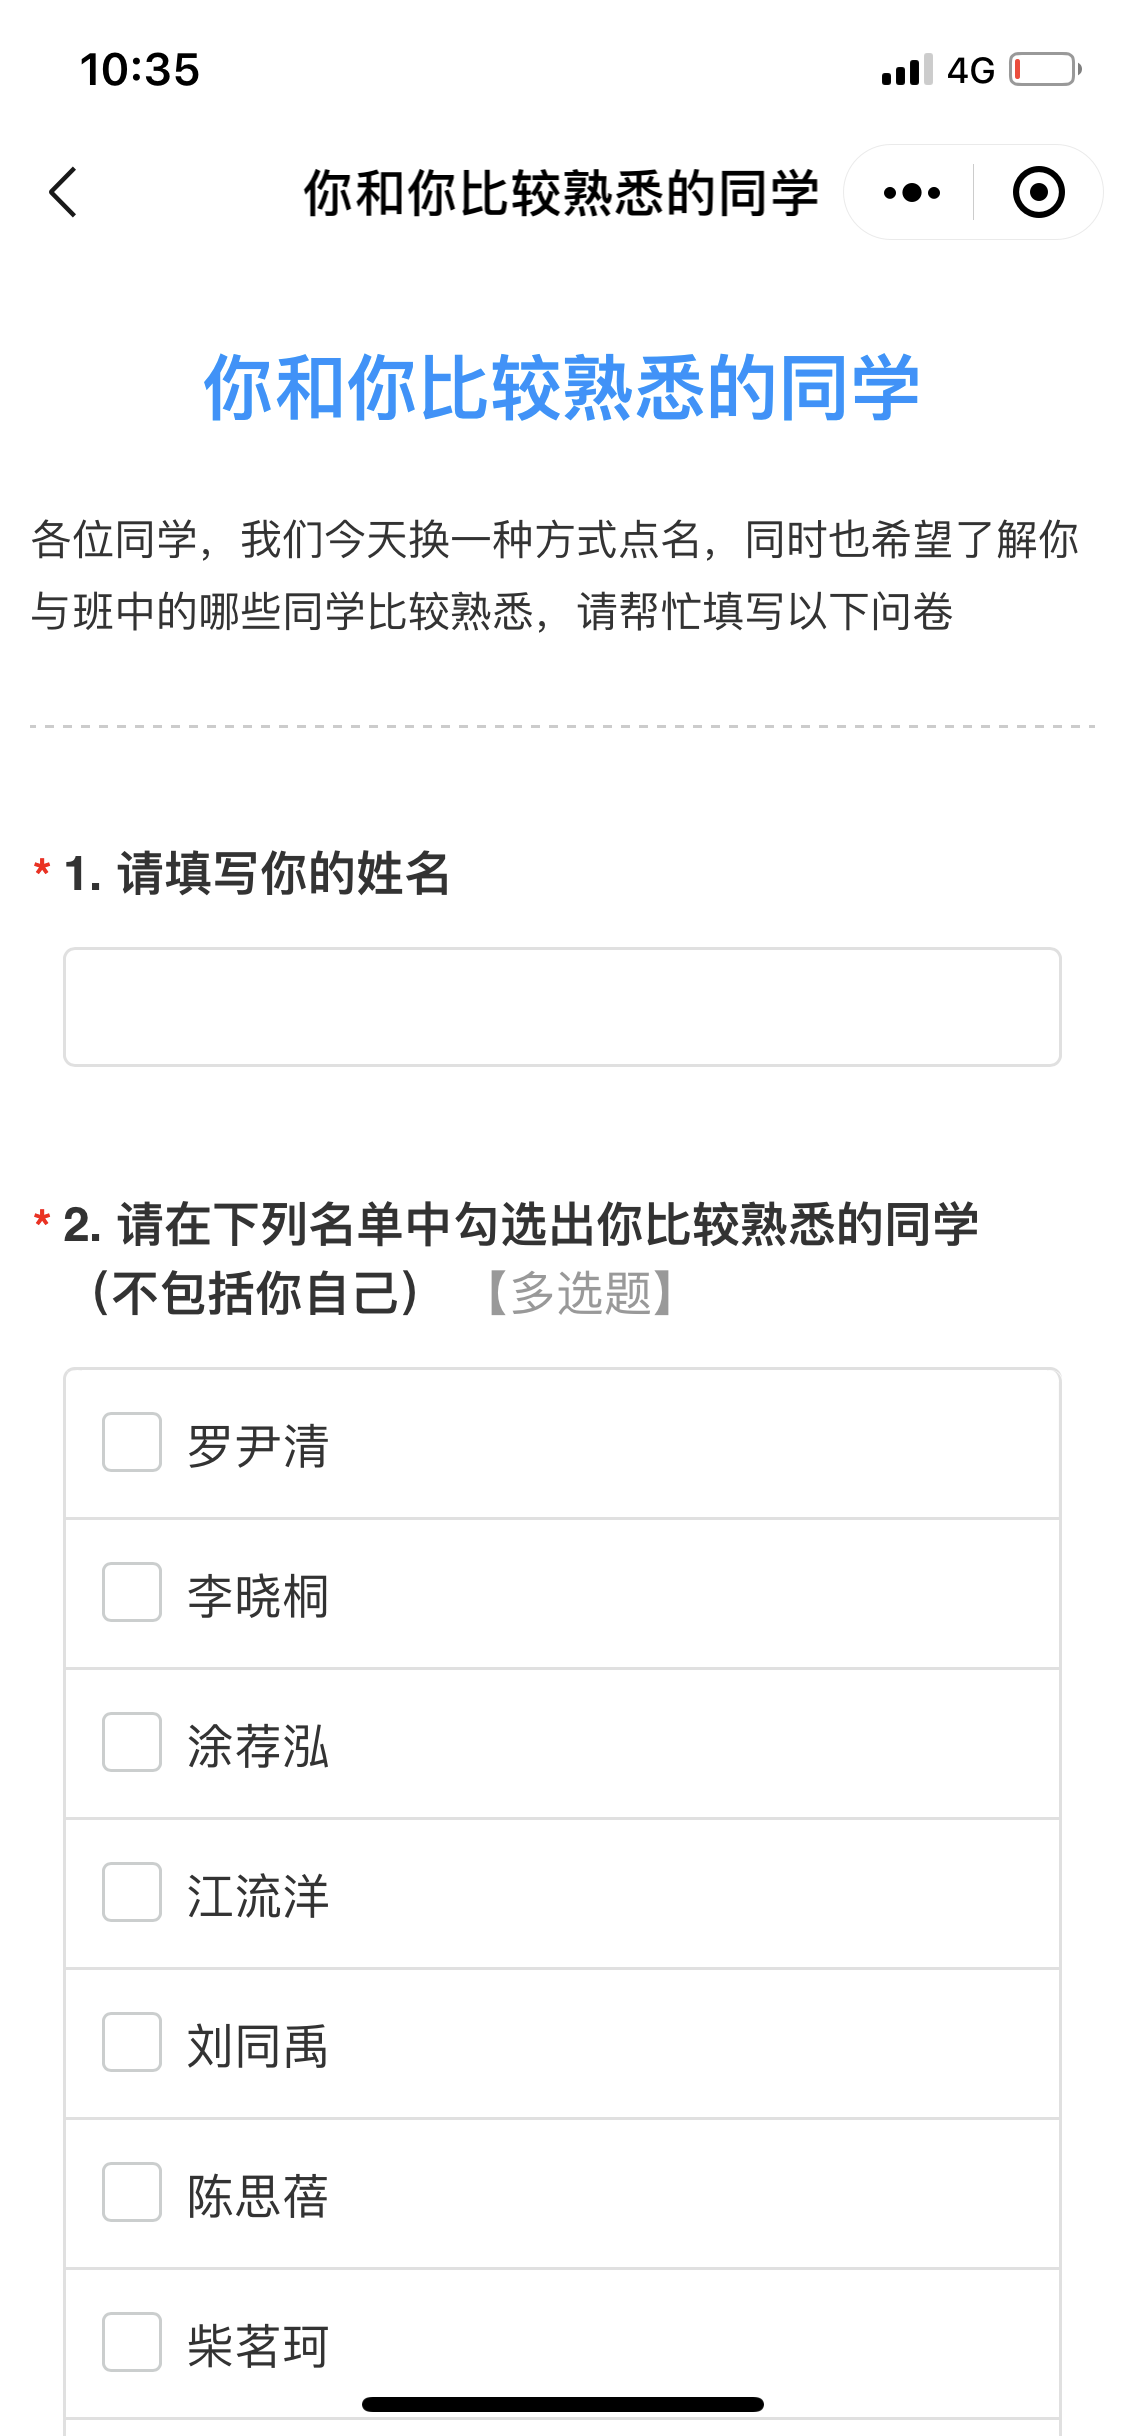 10:35
4G
你和你比较熟悉的同学
你和你比较熟悉的同学
各位同学，我们今天换一种方式点名，同时也希望了解你
与班中的哪些同学比较熟悉，请帮忙填写以下问卷
* 1. 请填写你的姓名
* 2. 请在下列名单中勾选出你比较熟悉的同学
（不包括你自己） 【多选题】
罗尹清
李晓桐
涂荐泓
江流洋
刘同禹
陈思蓓
柴茗珂